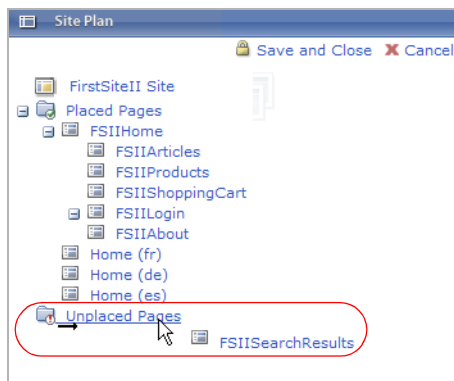 Site Plan
Save and Close Cancel
FirstSiteII Site
Placed Pages
FSIIHome
FSIIArticles
FSIIProducts
FSIIShoppingCart
FSIILogin
FSIIAbout
Home (fr)
Home (de)
Home (es)
Unplaced Pages
FSIISearchResults